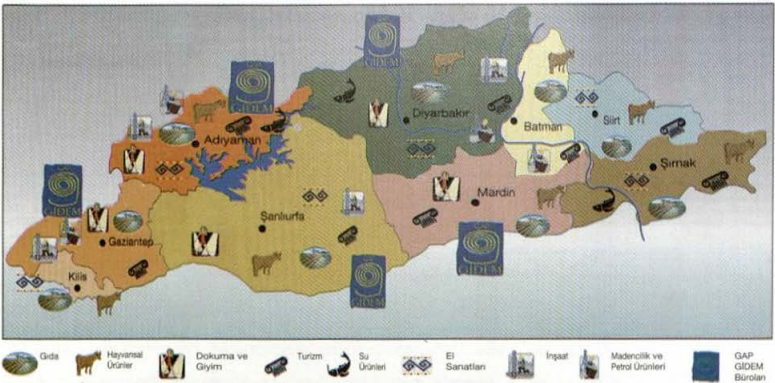 GİDEM
GİDEM
Diyarbakır
Batman
Siirt
Adıyaman
Şırnak
GİDEM
Mardin
Şanlıurfa
Gaziantep
GİDEM
Kilis
GİDEM
Gıda
Hayvansal
Ürünler
Dokuma ve
Giyim
Turizm
Su
Ürünleri
El
Sanatları
İnşaat
Madencilik ve
Petrol Ürünleri
GAP
GİDEM
Büroları